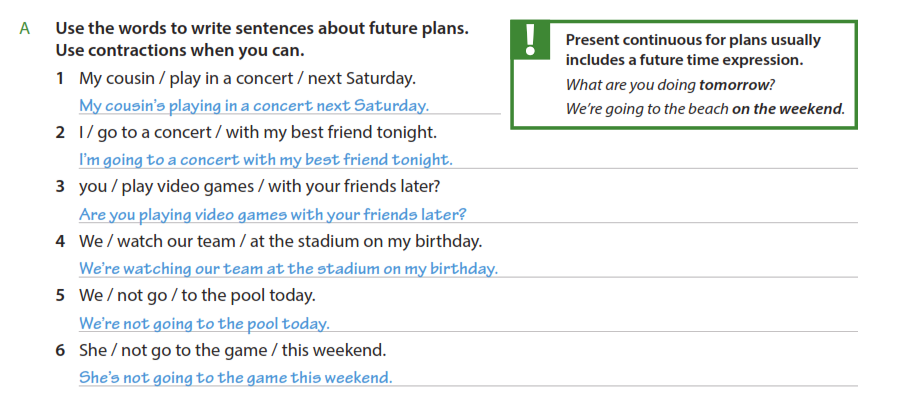 A Use the words to write sentences about future plans.
Use contractions when you can.
1 My cousin / play in a concert / next Saturday.
My cousin's playing in a concert next Saturday.
2 I / go to a concert / with my best friend tonight.
I'm going to a concert with my best friend tonight.
3 you / play video games / with your friends later?
Are you playing video games with your friends later?
4 We / watch our team / at the stadium on my birthday.
We're watching our team at the stadium on my birthday.
5 We / not go / to the pool today.
We're not going to the pool today.
6 She / not go to the game / this weekend.
She's not going to the game this weekend.
!
Present continuous for plans usually
includes a future time expression.
What are you doing tomorrow?
We're going to the beach on the weekend.